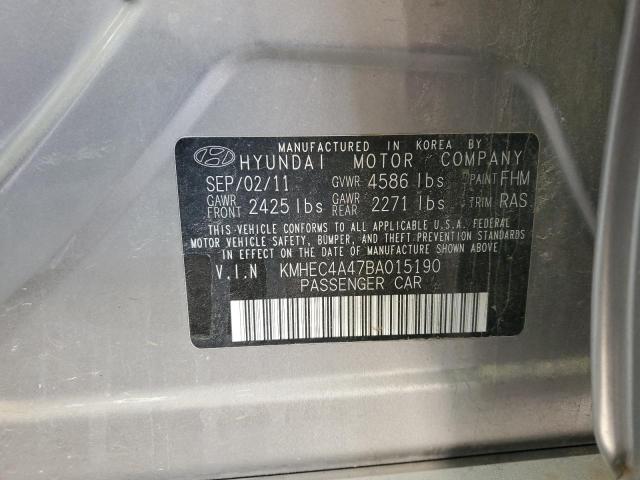 MANUFACTURED IN KOREA BY
HYUNDAI MOTOR COMPANY
SEP/02/11 GVWR 4586 lbs PAINT FHM
GAWR FRONT 2425 lbs GAWR REAR 2271 lbs TRIM RAS
THIS VEHICLE CONFORMS TO ALL APPLICABLE U.S.A. FEDERAL
MOTOR VEHICLE SAFETY, BUMPER, AND THEFT PREVENTION STANDARDS
IN EFFECT ON THE DATE OF MANUFACTURE SHOWN ABOVE
V.I.N KMHEC4A47BA015190
PASSENGER CAR